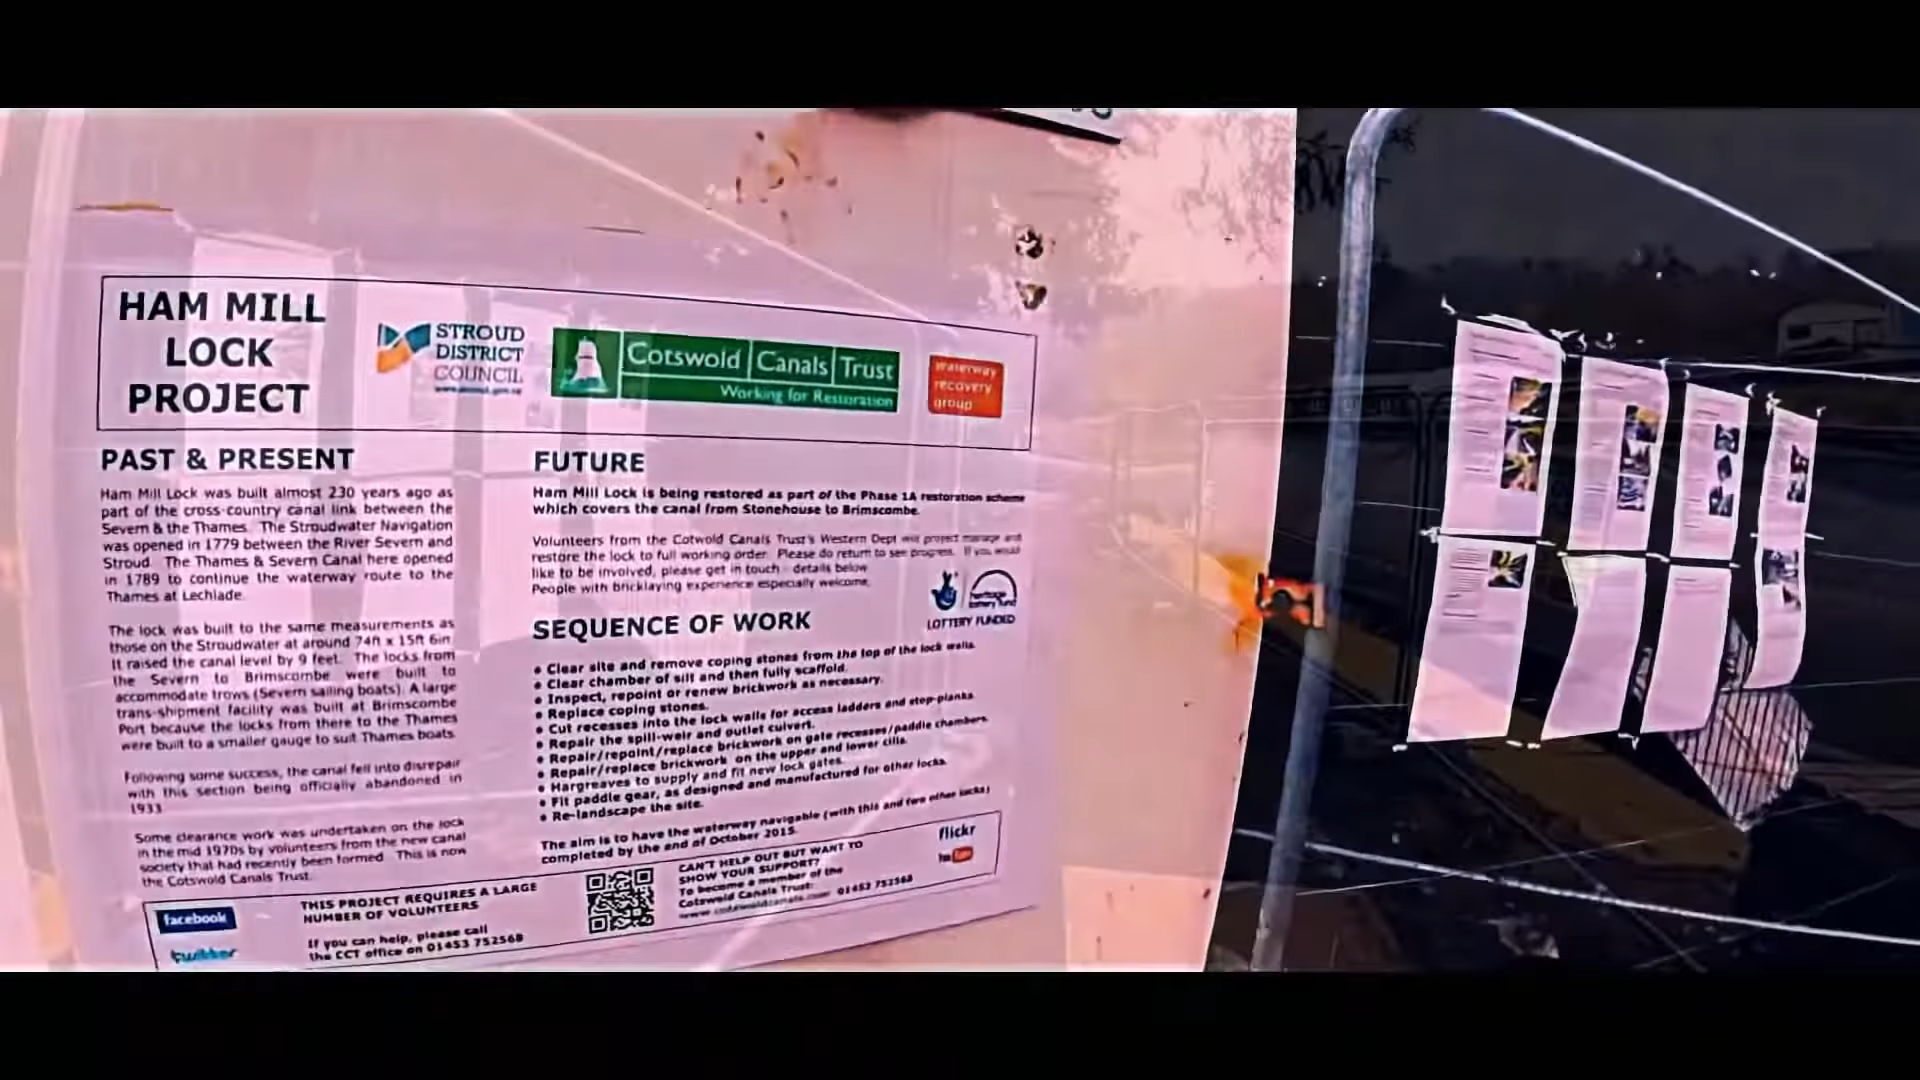 HAM MILL
LOCK
PROJECT
STROUD
DISTRICT
COUNCIL
www.stroud.gov.uk
Cotswold Canals Trust
Working for Restoration
waterway
recovery
group
PAST & PRESENT
Ham Mill Lock was built almost 230 years ago as
part of the cross-country canal link between the
Severn & the Thames. The Stroudwater Navigation
was opened in 1779 between the River Severn and
Stroud. The Thames & Severn Canal here opened
in 1789 to continue the waterway route to the
Thames at Lechlade.
The lock was built to the same measurements as
those on the Stroudwater at around 74ft x 15ft 6in.
It raised the canal level by 9 feet. The locks from
the Severn to Brimscombe were built to
accommodate trows (Severn sailing boats). A large
trans-shipment facility was built at Brimscombe
Port because the locks from there to the Thames
were built to a smaller gauge to suit Thames boats.
Following some success, the canal fell into disrepair
with this section being officially abandoned in
1933.
Some clearance work was undertaken on the lock
in the mid 1970s by volunteers from the new canal
society that had recently been formed. This is now
the Cotswold Canals Trust.
FUTURE
Ham Mill Lock is being restored as part of the Phase 1A restoration scheme
which covers the canal from Stonehouse to Brimscombe.
Volunteers from the Cotwold Canals Trust's Western Dept will project manage and
restore the lock to full working order. Please do return to see progress. If you would
like to be involved, please get in touch - details below.
People with bricklaying experience especially welcome.
heritage
lottery fund
LOTTERY FUNDED
SEQUENCE OF WORK
• Clear site and remove coping stones from the top of the lock walls.
• Clear chamber of silt and then fully scaffold.
• Inspect, repoint or renew brickwork as necessary.
• Replace coping stones.
• Cut recesses into the lock walls for access ladders and stop-planks.
• Repair the spill-weir and outlet culvert.
• Repair/repoint/replace brickwork on gate recesses/paddle chambers.
• Repair/replace brickwork on the upper and lower cills.
• Hargreaves to supply and fit new lock gates.
• Fit paddle gear, as designed and manufactured for other locks.
• Re-landscape the site.
The aim is to have the waterway navigable (with this and two other locks)
completed by the end of October 2015.
facebook
twitter
THIS PROJECT REQUIRES A LARGE
NUMBER OF VOLUNTEERS
If you can help, please call
the CCT office on 01453 752568
CAN'T HELP OUT BUT WANT TO
SHOW YOUR SUPPORT?
To become a member of the
Cotswold Canals Trust:
www.cotswoldcanals.com 01453 752568
flickr